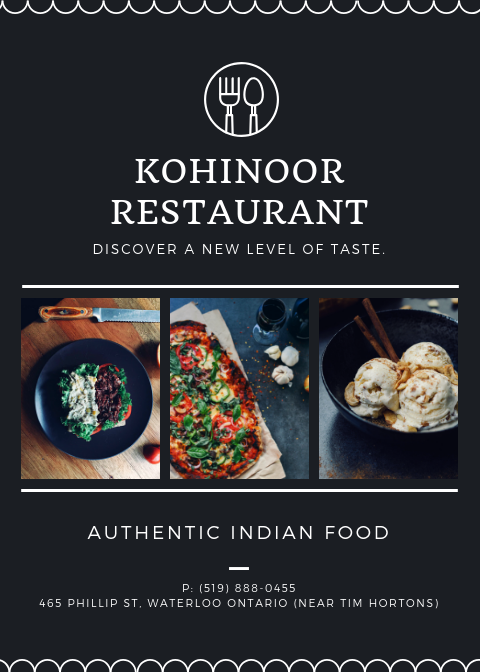 KOHINOOR
RESTAURANT
DISCOVER A NEW LEVEL OF TASTE.
AUTHENTIC INDIAN FOOD
P: (519) 888-0455
465 PHILLIP ST, WATERLOO ONTARIO (NEAR TIM HORTONS)